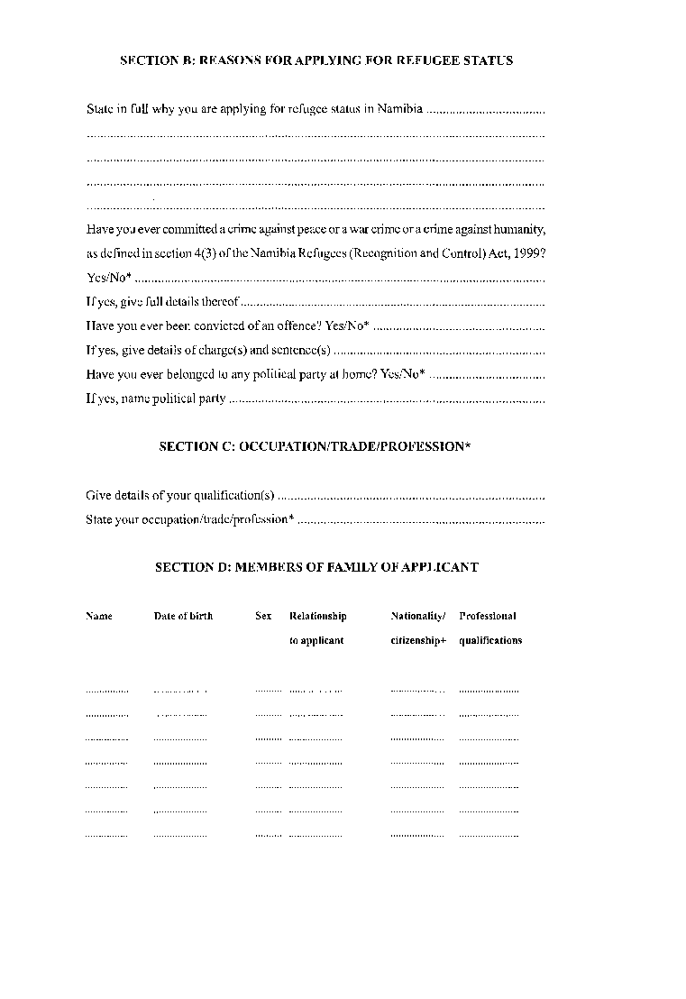 SECTION B: REASONS FOR APPLYING FOR REFUGEE STATUS
State in full why you are applying for refugee status in Namibia ...................................
........................................................................................................................................
........................................................................................................................................
........................................................................................................................................
........................................................................................................................................
Have you ever committed a crime against peace or a war crime or a crime against humanity,
as defined in section 4(3) of the Namibia Refugees (Recognition and Control) Act, 1999?
Yes/No* ..........................................................................................................................
If yes, give full details thereof ..........................................................................................
Have you ever been convicted of an offence? Yes/No* ...................................................
If yes, give details of charge(s) and sentence(s) ...............................................................
Have you ever belonged to any political party at home? Yes/No* ..................................
If yes, name political party ..............................................................................................
SECTION C: OCCUPATION/TRADE/PROFESSION*
Give details of your qualification(s) ...............................................................................
State your occupation/trade/profession* .........................................................................
SECTION D: MEMBERS OF FAMILY OF APPLICANT
Name Date of birth Sex Relationship Nationality/ Professional
to applicant citizenship+ qualifications
................ .................... .......... .................... .................... ......................
................ .................... .......... .................... .................... ......................
................ .................... .......... .................... .................... ......................
................ .................... .......... .................... .................... ......................
................ .................... .......... .................... .................... ......................
................ .................... .......... .................... .................... ......................
................ .................... .......... .................... .................... ......................